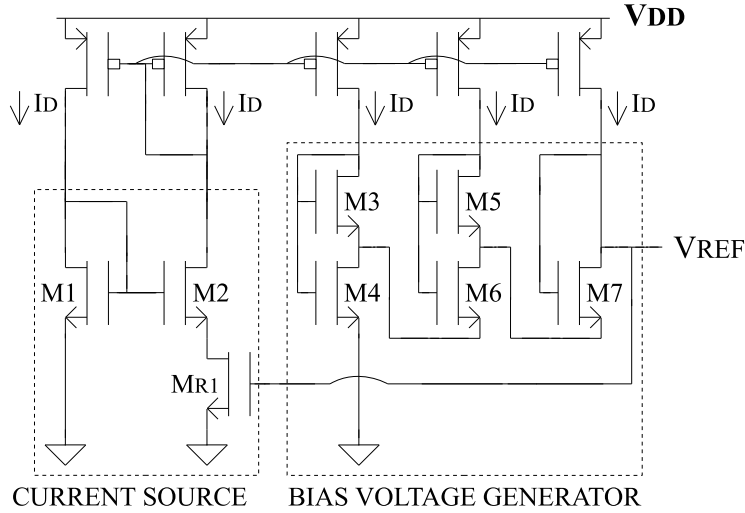 VDD
ID
ID
ID
ID
ID
M3
M5
VREF
M1
M2
M4
M6
M7
MR1
CURRENT SOURCE
BIAS VOLTAGE GENERATOR